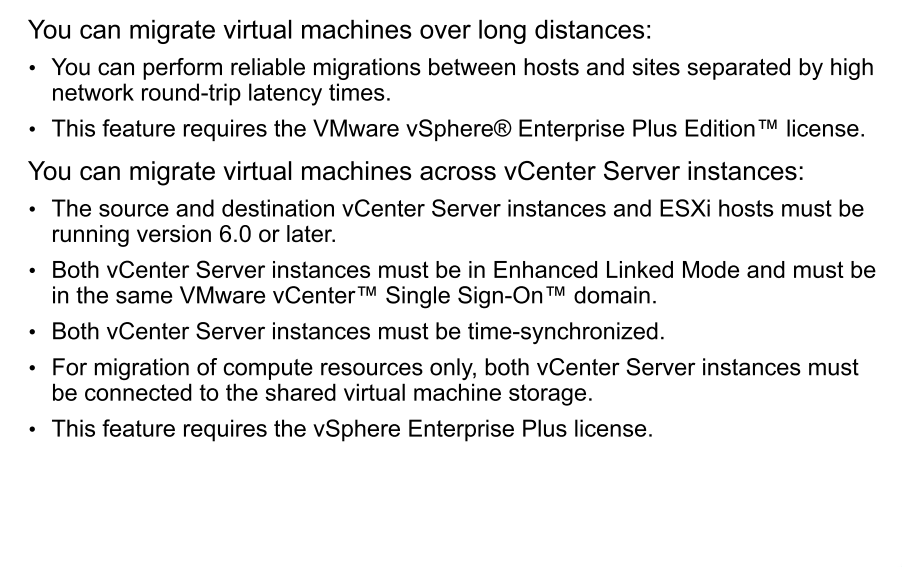 You can migrate virtual machines over long distances:
• You can perform reliable migrations between hosts and sites separated by high
network round-trip latency times.
• This feature requires the VMware vSphere® Enterprise Plus Edition™ license.
You can migrate virtual machines across vCenter Server instances:
• The source and destination vCenter Server instances and ESXi hosts must be
running version 6.0 or later.
• Both vCenter Server instances must be in Enhanced Linked Mode and must be
in the same VMware vCenter™ Single Sign-On™ domain.
• Both vCenter Server instances must be time-synchronized.
• For migration of compute resources only, both vCenter Server instances must
be connected to the shared virtual machine storage.
• This feature requires the vSphere Enterprise Plus license.